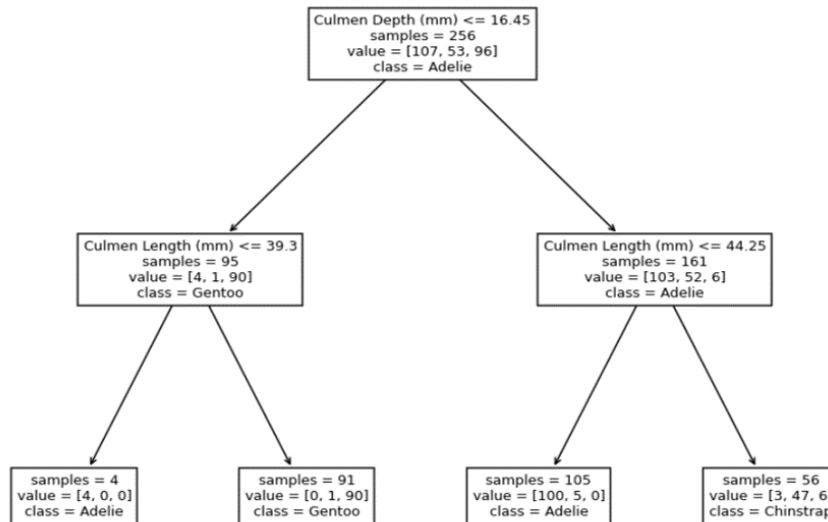 Culmen Depth (mm) <= 16.45
samples = 256
value = [107, 53, 96]
class = Adelie
Culmen Length (mm) <= 39.3
samples = 95
value = [4, 1, 90]
class = Gentoo
Culmen Length (mm) <= 44.25
samples = 161
value = [103, 52, 6]
class = Adelie
samples = 4
value = [4, 0, 0]
class = Adelie
samples = 91
value = [0, 1, 90]
class = Gentoo
samples = 105
value = [100, 5, 0]
class = Adelie
samples = 56
value = [3, 47, 6
class = Chinstrap